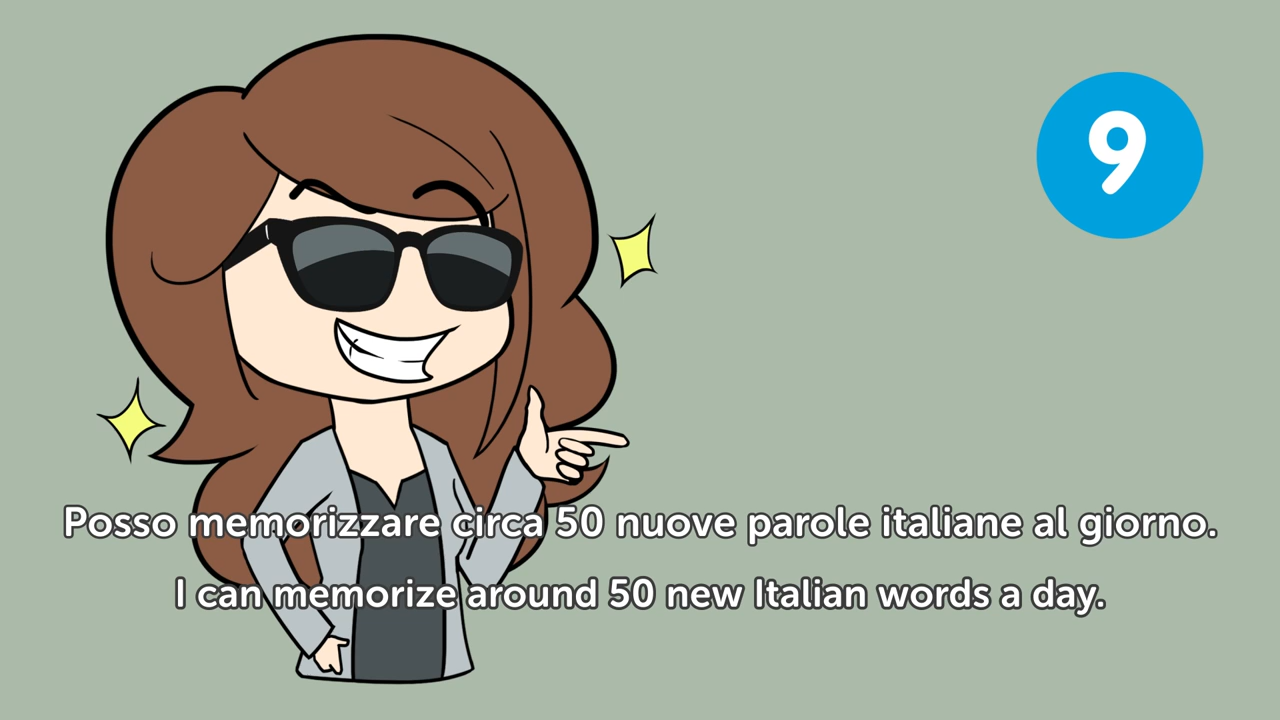 9
Posso memorizzare circa 50 nuove parole italiane al giorno.
I can memorize around 50 new Italian words a day.